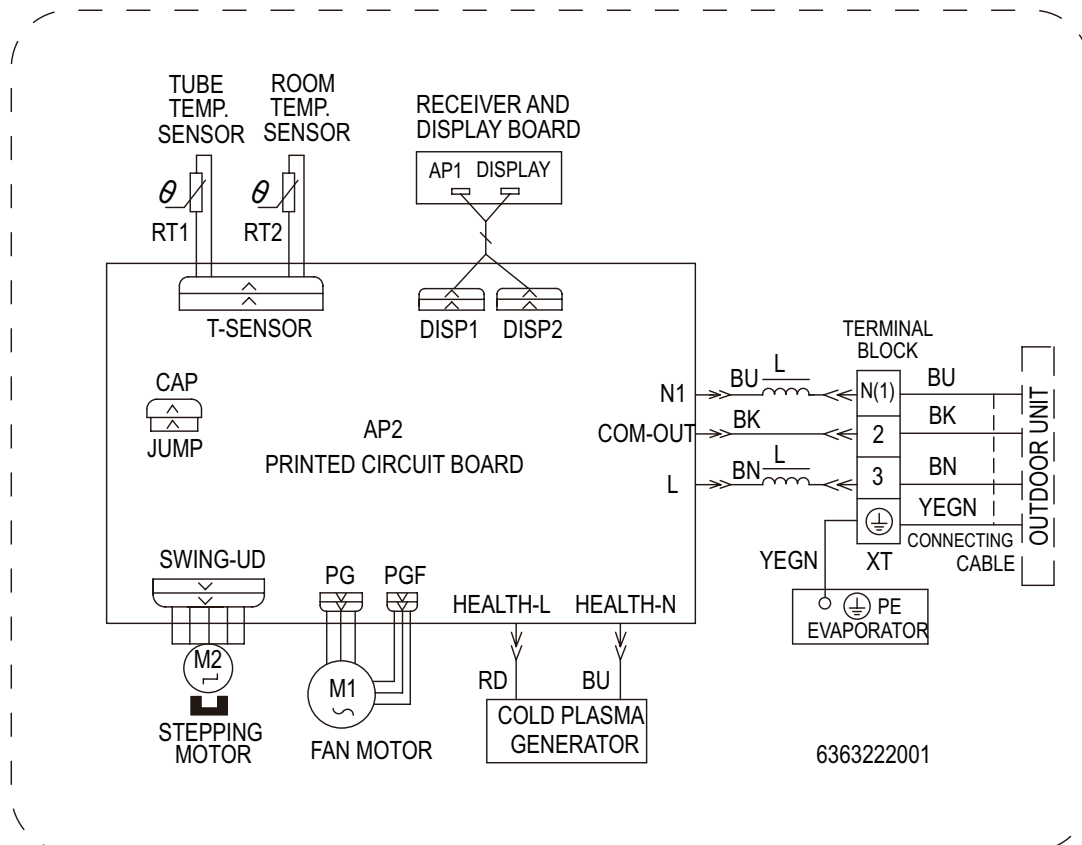 TUBE
TEMP.
SENSOR
ROOM
TEMP.
SENSOR
RECEIVER AND
DISPLAY BOARD
AP1 DISPLAY
θ
RT1
θ
RT2
T-SENSOR
DISP1
DISP2
CAP
JUMP
AP2
PRINTED CIRCUIT BOARD
N1
COM-OUT
L
BU
L
BK
BN
L
TERMINAL
BLOCK
N(1)
2
3
XT
BU
BK
BN
YEGN
CONNECTING
CABLE
OUTDOOR UNIT
YEGN
PE
EVAPORATOR
SWING-UD
M2
STEPPING
MOTOR
PG
PGF
M1
FAN MOTOR
HEALTH-L
HEALTH-N
RD
BU
COLD PLASMA
GENERATOR
6363222001